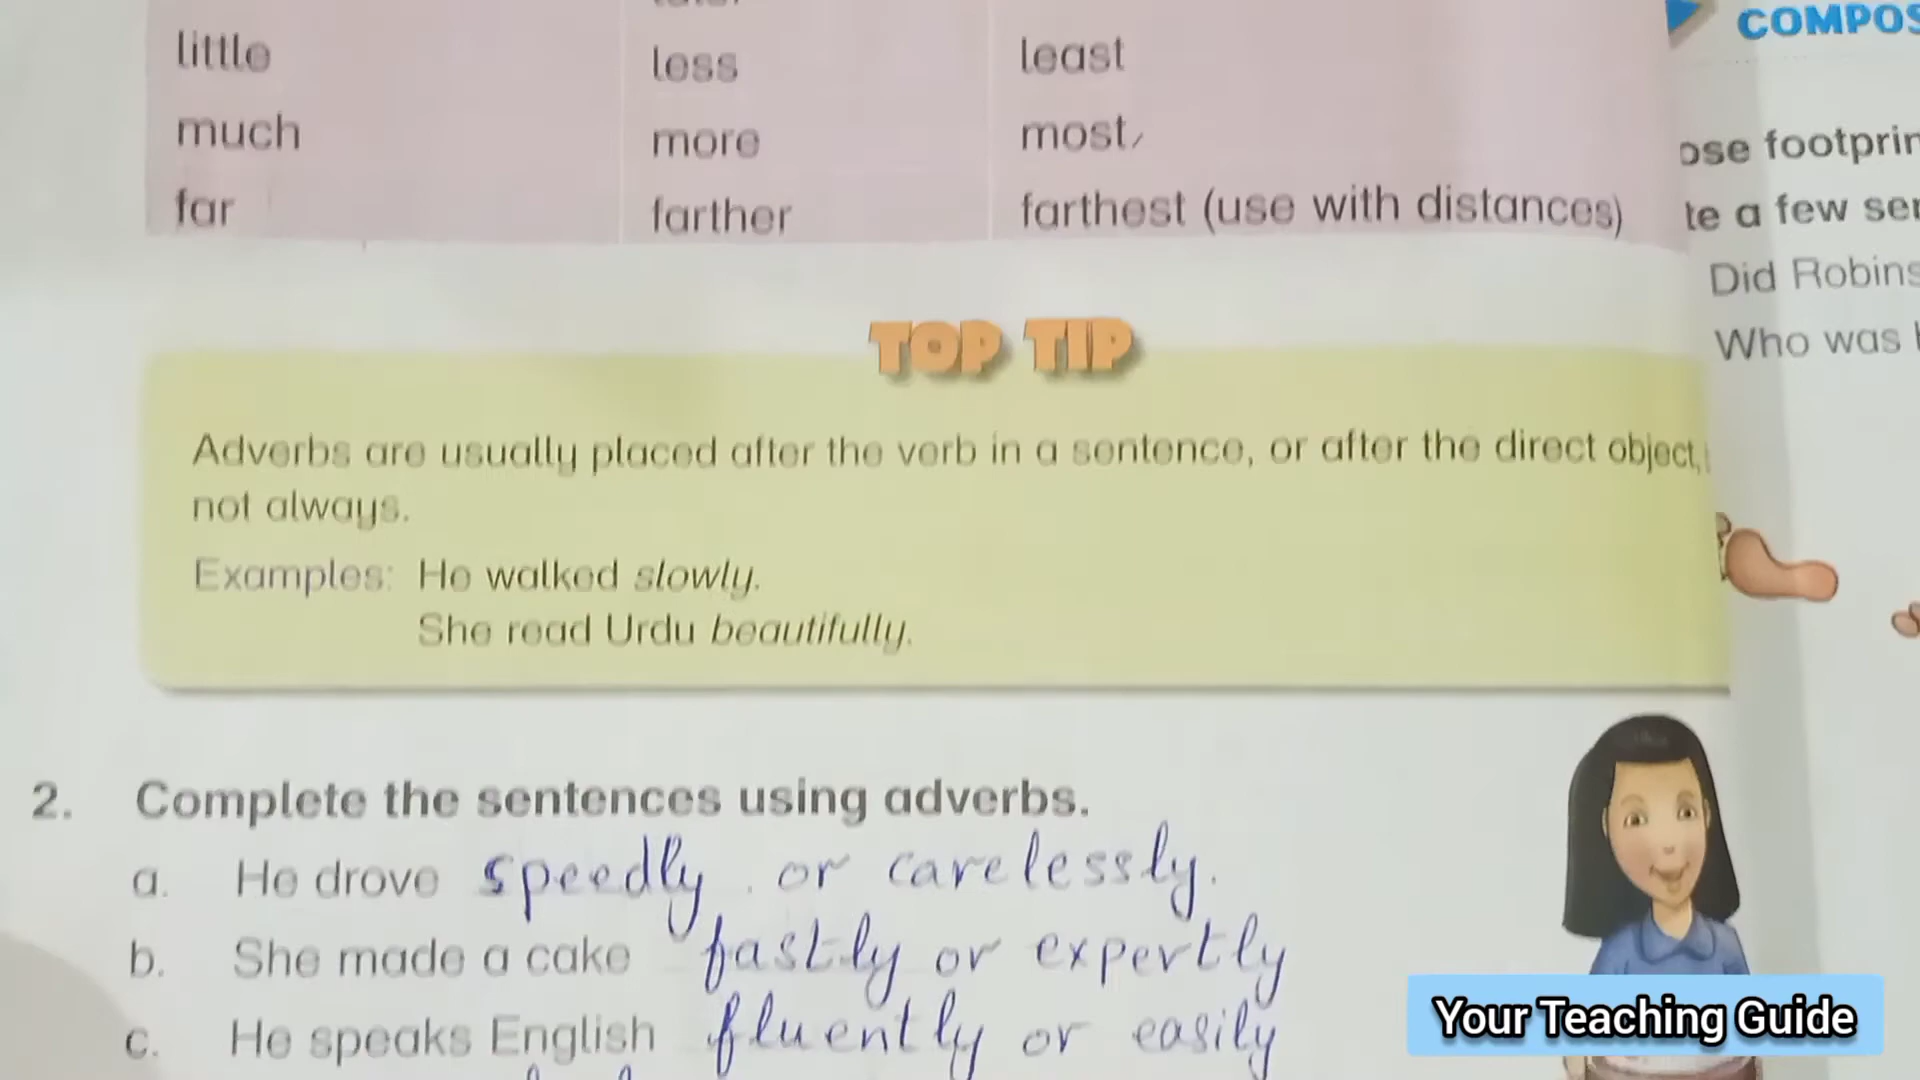 little less least
much more most
far farther farthest (use with distances)
TOP TIP
Adverbs are usually placed after the verb in a sentence, or after the direct object,
not always.
Examples: He walked slowly.
She read Urdu beautifully.
2. Complete the sentences using adverbs.
a. He drove speedly . or carelessly.
b. She made a cake fastly or expertly
c. He speaks English fluently or easily
COMPOS
ose footprin
te a few ser
Did Robins
Who was
Your Teaching Guide